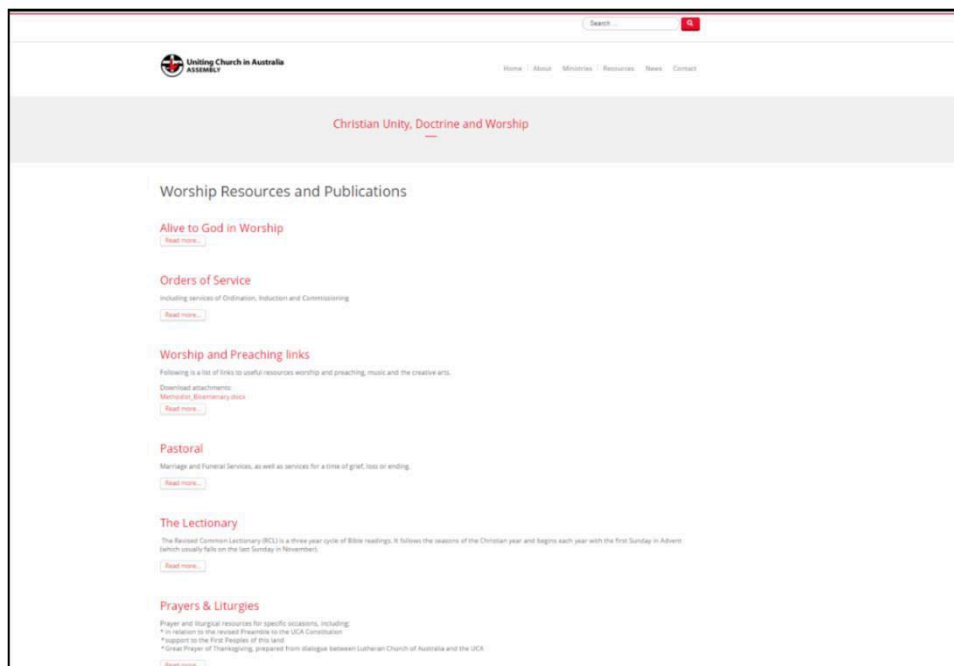 Search ...
Uniting Church in Australia
ASSEMBLY
Home About Ministries Resources News Contact
Christian Unity, Doctrine and Worship
Worship Resources and Publications
Alive to God in Worship
Read more...
Orders of Service
including services of Ordination, Induction and Commissioning
Read more...
Worship and Preaching links
Following is a list of links to useful resources worship and preaching, music and the creative arts.
Download attachments:
Methodist_Bicentenary.docx
Read more...
Pastoral
Marriage and Funeral Services, as well as services for a time of grief, loss or ending.
Read more...
The Lectionary
The Revised Common Lectionary (RCL) is a three year cycle of Bible readings. It follows the seasons of the Christian year and begins each year with the first Sunday in Advent
(which usually falls on the last Sunday in November).
Read more...
Prayers & Liturgies
Prayer and liturgical resources for specific occasions, including:
* in relation to the revised Preamble to the UCA Constitution
* support to the First Peoples of this land
* Great Prayer of Thanksgiving, prepared from dialogue between Lutheran Church of Australia and the UCA
Read more...